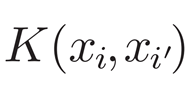 K(x_i, x_{i'})